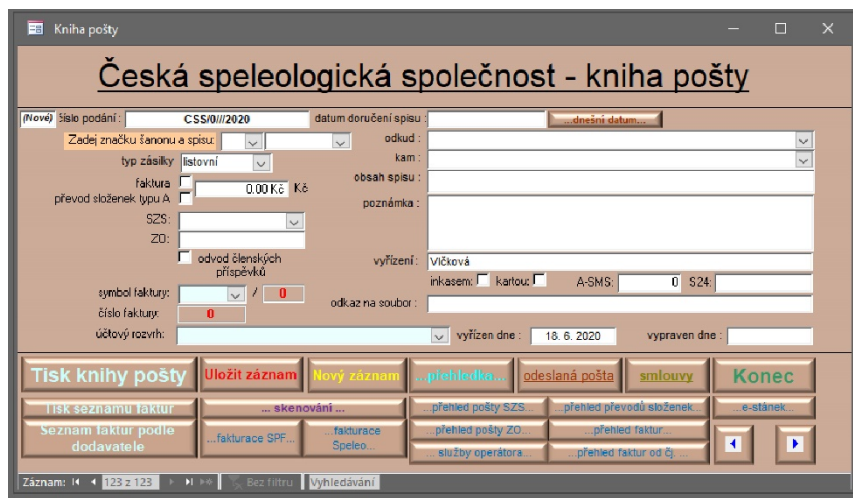 Kniha pošty
Česká speleologická společnost - kniha pošty
(Nové) číslo podání : CSS/0///2020 datum doručení spisu : ...dnešní datum...
Zadej značku šanonu a spisu: odkud :
typ zásilky listovní kam :
faktura 0.00 Kč Kč obsah spisu :
převod složenek typu A poznámka :
SZS:
ZO:
odvod členských příspěvků vyřízení : Vlčková
inkasem: kartou: A-SMS: 0 S24:
symbol faktury: / 0 odkaz na soubor :
číslo faktury: 0
účtový rozvrh: vyřízen dne : 18. 6. 2020 vypraven dne :
Tisk knihy pošty Uložit záznam Nový záznam ...přehledka... odeslaná pošta smlouvy Konec
Tisk seznamu faktur ... skenování ... ...přehled pošty SZS... ...přehled převodů složenek... ...e-stánek...
Seznam faktur podle dodavatele ...fakturace SPF... ...fakturace Speleo... ...přehled pošty ZO... ...přehled faktur...
... služby operátora... ...přehled faktur od čj. ...
Záznam: 123 z 123 Bez filtru Vyhledávání